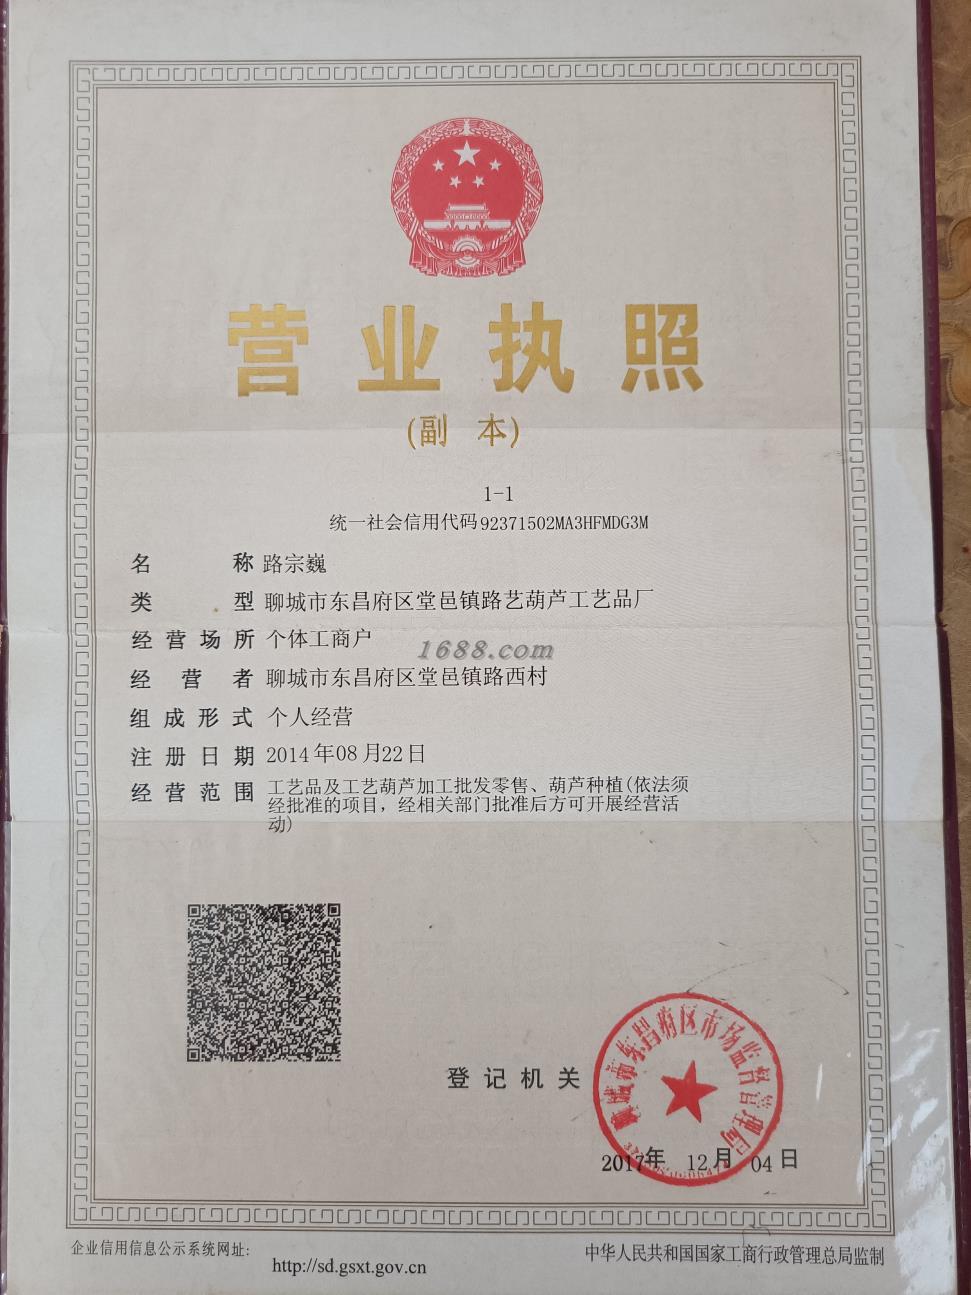 营业执照
(副 本)
1-1
统一社会信用代码92371502MA3HFMDG3M
名 称 路宗巍
类 型 聊城市东昌府区堂邑镇路艺葫芦工艺品厂
经营场所 个体工商户
1688.com
经 营 者 聊城市东昌府区堂邑镇路西村
组成形式 个人经营
注册日期 2014年08月22日
经营范围 工艺品及工艺葫芦加工批发零售、葫芦种植(依法须
经批准的项目，经相关部门批准后方可开展经营活
动)
聊城市东昌府区市场监督管理局
登记机关
2017年 12月 04日
企业信用信息公示系统网址:
http://sd.gsxt.gov.cn
中华人民共和国国家工商行政管理总局监制